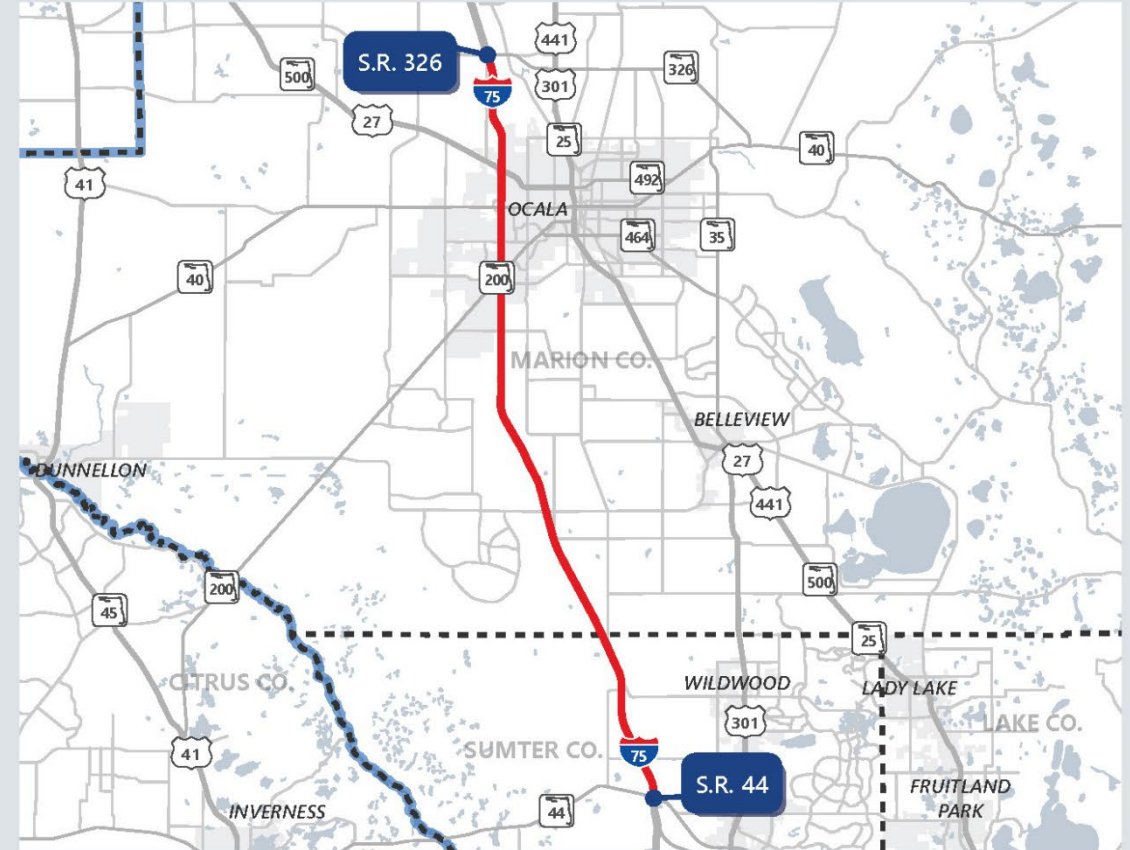 S.R. 326
441
500
326
301
75
27
25
40
492
41
OCALA
464
35
40
200
MARION CO.
BELLEVIEW
27
DUNNELLON
441
500
200
45
25
CITRUS CO.
WILDWOOD
LADY LAKE
301
LAKE CO.
41
SUMTER CO.
75
S.R. 44
FRUITLAND
PARK
44
INVERNESS